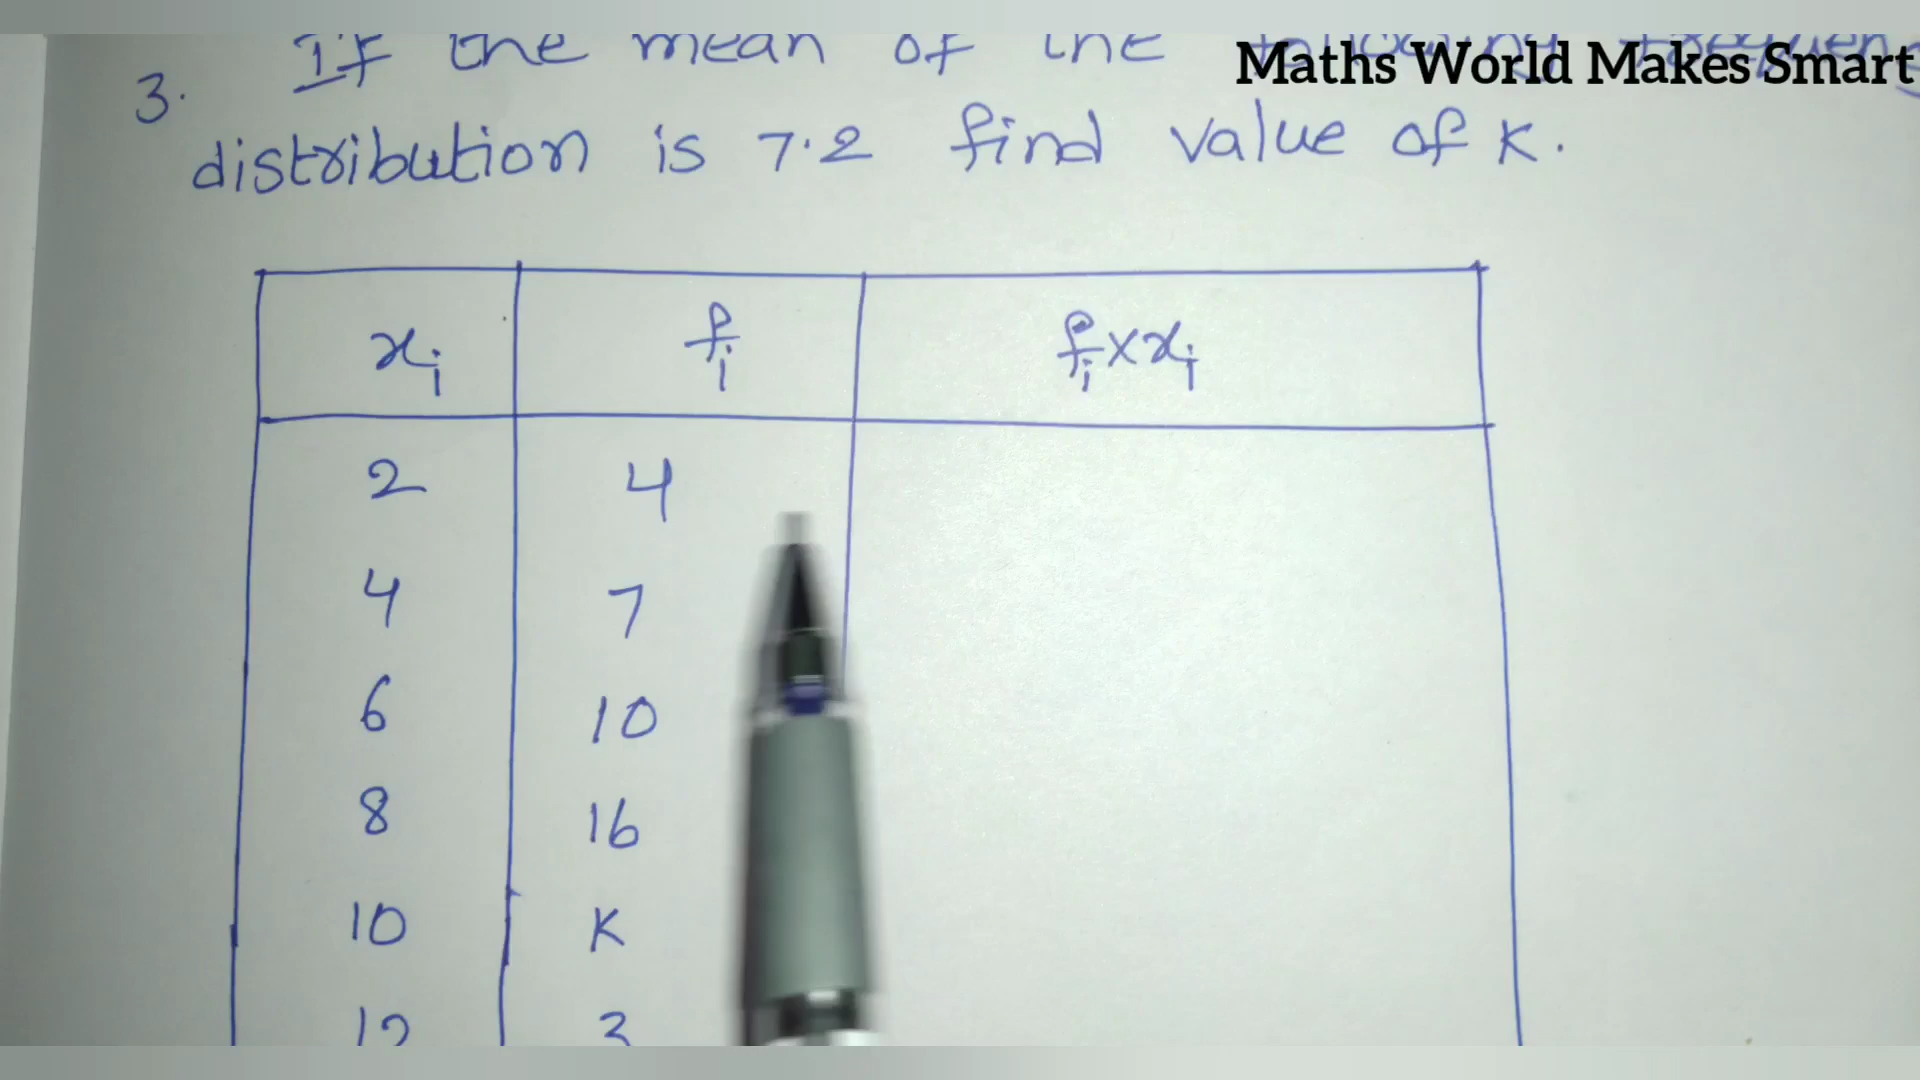 Maths World Makes Smart
3. If the mean of the following
distribution is 7.2 find value of K.
xi fi fi×xi
2 4
4 7
6 10
8 16
10 K
12 3